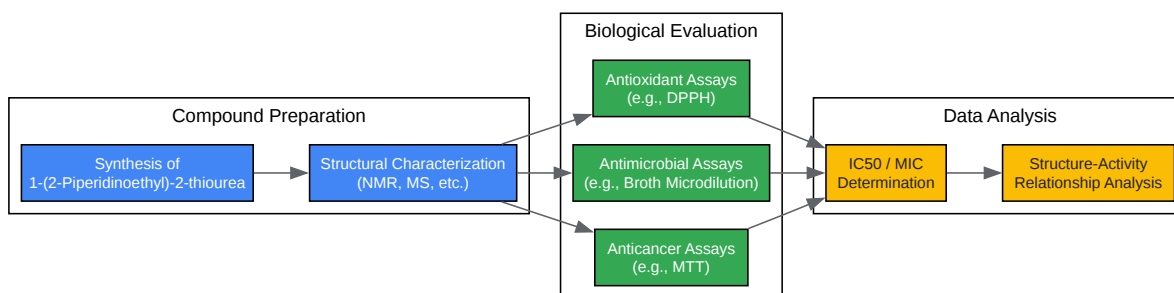 Compound Preparation
Synthesis of
1-(2-Piperidinoethyl)-2-thiourea
Structural Characterization
(NMR, MS, etc.)
Biological Evaluation
Antioxidant Assays
(e.g., DPPH)
Antimicrobial Assays
(e.g., Broth Microdilution)
Anticancer Assays
(e.g., MTT)
Data Analysis
IC50 / MIC
Determination
Structure-Activity
Relationship Analysis